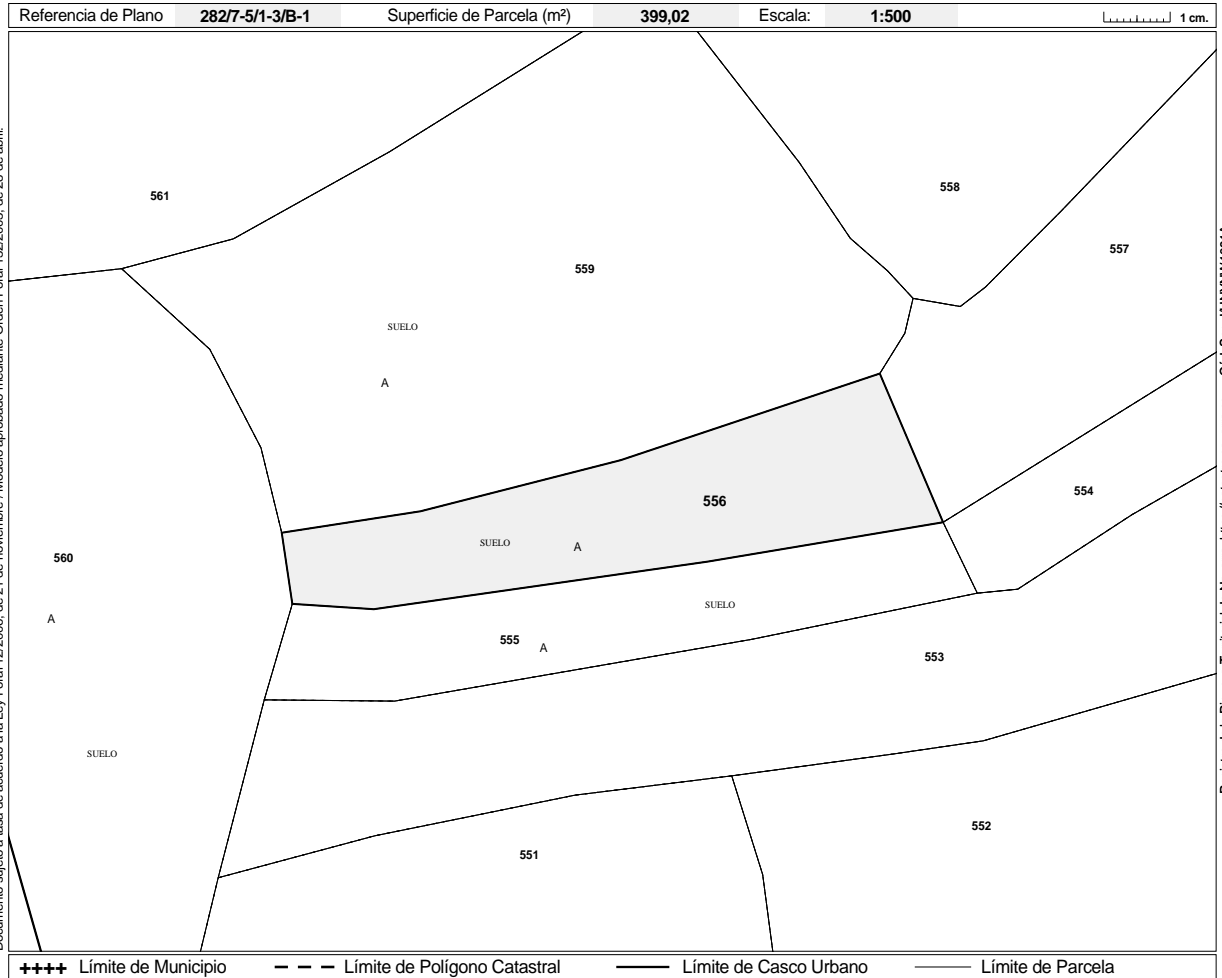 Referencia de Plano 282/7-5/1-3/B-1 Superficie de Parcela (m²) 399,02 Escala: 1:500 1 cm.
561
558
557
559
SUELO
A
556
554
SUELO A
560
SUELO
A
555 A
553
SUELO
552
551
++++ Límite de Municipio Límite de Polígono Catastral Límite de Casco Urbano Límite de Parcela